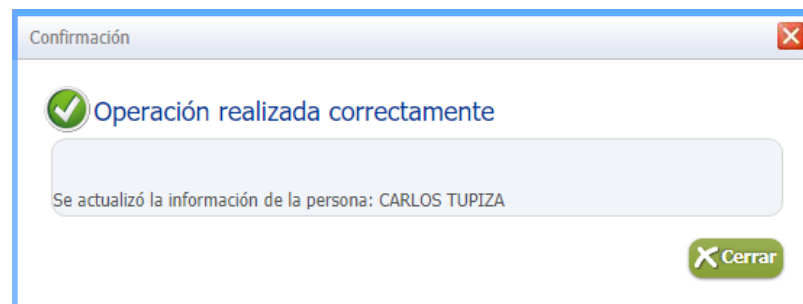 Confirmación
Operación realizada correctamente
Se actualizó la información de la persona: CARLOS TUPIZA
Cerrar